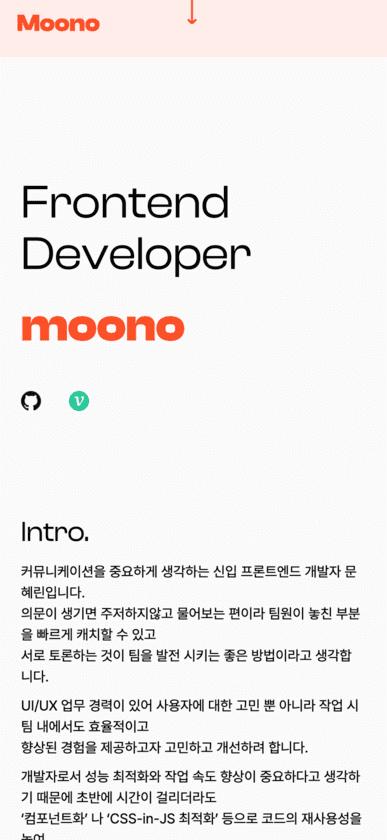 Moono
Frontend
Developer
moono
Intro.
커뮤니케이션을 중요하게 생각하는 신입 프론트엔드 개발자 문
혜린입니다.
의문이 생기면 주저하지않고 물어보는 편이라 팀원이 놓친 부분
을 빠르게 캐치할 수 있고
서로 토론하는 것이 팀을 발전 시키는 좋은 방법이라고 생각합
니다.
UI/UX 업무 경력이 있어 사용자에 대한 고민 뿐 아니라 작업 시
팀 내에서도 효율적이고
향상된 경험을 제공하고자 고민하고 개선하려 합니다.
개발자로서 성능 최적화와 작업 속도 향상이 중요하다고 생각하
기 때문에 초반에 시간이 걸리더라도
‘컴포넌트화’ 나 ‘CSS-in-JS 최적화’ 등으로 코드의 재사용성을